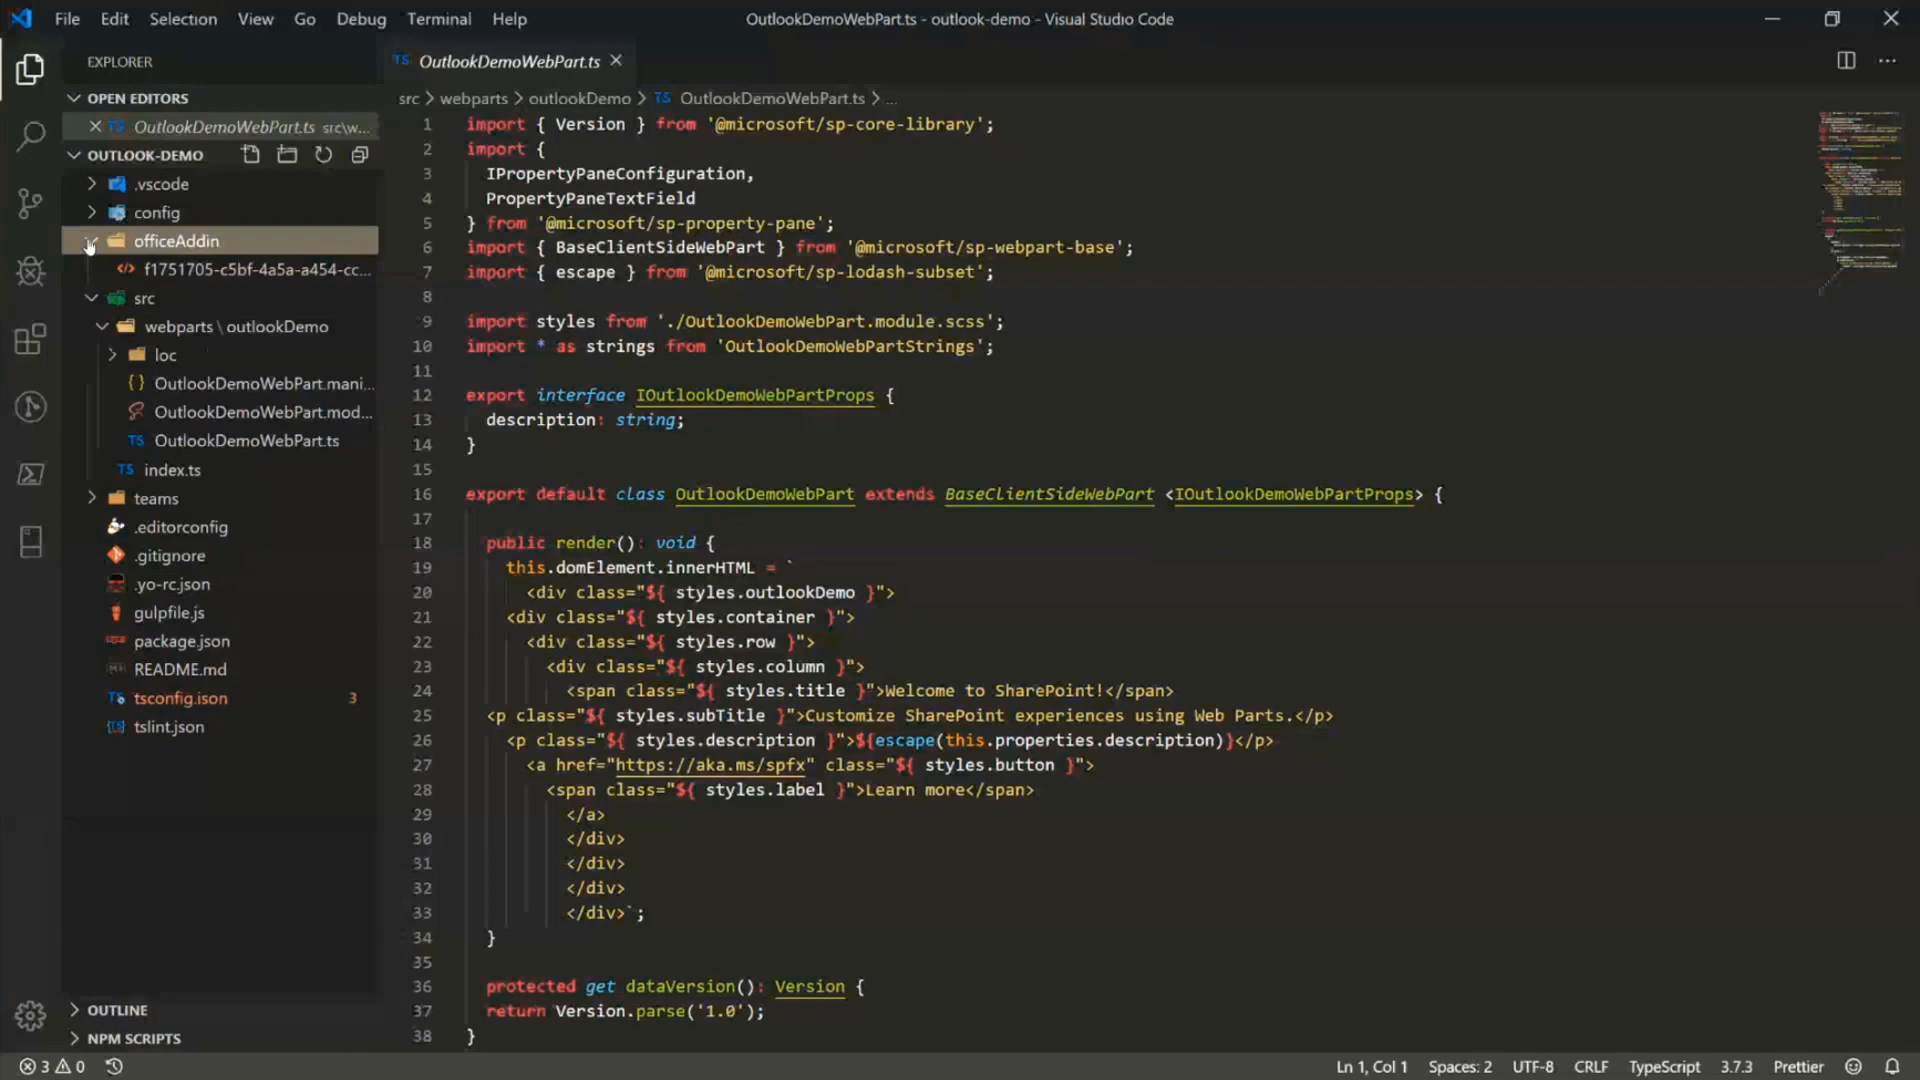 File Edit Selection View Go Debug Terminal Help
OutlookDemoWebPart.ts - outlook-demo - Visual Studio Code
EXPLORER
OPEN EDITORS
TS OutlookDemoWebPart.ts src\w...
OUTLOOK-DEMO
.vscode
config
officeAddin
f1751705-c5bf-4a5a-a454-cc...
src
webparts \ outlookDemo
loc
{} OutlookDemoWebPart.mani...
OutlookDemoWebPart.mod...
TS OutlookDemoWebPart.ts
TS index.ts
teams
.editorconfig
.gitignore
.yo-rc.json
gulpfile.js
package.json
README.md
TS tsconfig.json 3
tslint.json
OUTLINE
NPM SCRIPTS
TS OutlookDemoWebPart.ts
src > webparts > outlookDemo > TS OutlookDemoWebPart.ts > ...
1 import { Version } from '@microsoft/sp-core-library';
2 import {
3 IPropertyPaneConfiguration,
4 PropertyPaneTextField
5 } from '@microsoft/sp-property-pane';
6 import { BaseClientSideWebPart } from '@microsoft/sp-webpart-base';
7 import { escape } from '@microsoft/sp-lodash-subset';
8
9 import styles from './OutlookDemoWebPart.module.scss';
10 import * as strings from 'OutlookDemoWebPartStrings';
11
12 export interface IOutlookDemoWebPartProps {
13 description: string;
14 }
15
16 export default class OutlookDemoWebPart extends BaseClientSideWebPart <IOutlookDemoWebPartProps> {
17
18 public render(): void {
19 this.domElement.innerHTML = `
20 <div class="${ styles.outlookDemo }">
21 <div class="${ styles.container }">
22 <div class="${ styles.row }">
23 <div class="${ styles.column }">
24 <span class="${ styles.title }">Welcome to SharePoint!</span>
25 <p class="${ styles.subTitle }">Customize SharePoint experiences using Web Parts.</p>
26 <p class="${ styles.description }">${escape(this.properties.description)}</p>
27 <a href="https://aka.ms/spfx" class="${ styles.button }">
28 <span class="${ styles.label }">Learn more</span>
29 </a>
30 </div>
31 </div>
32 </div>
33 </div>`;
34 }
35
36 protected get dataVersion(): Version {
37 return Version.parse('1.0');
38 }
3 0
Ln 1, Col 1 Spaces: 2 UTF-8 CRLF TypeScript 3.7.3 Prettier